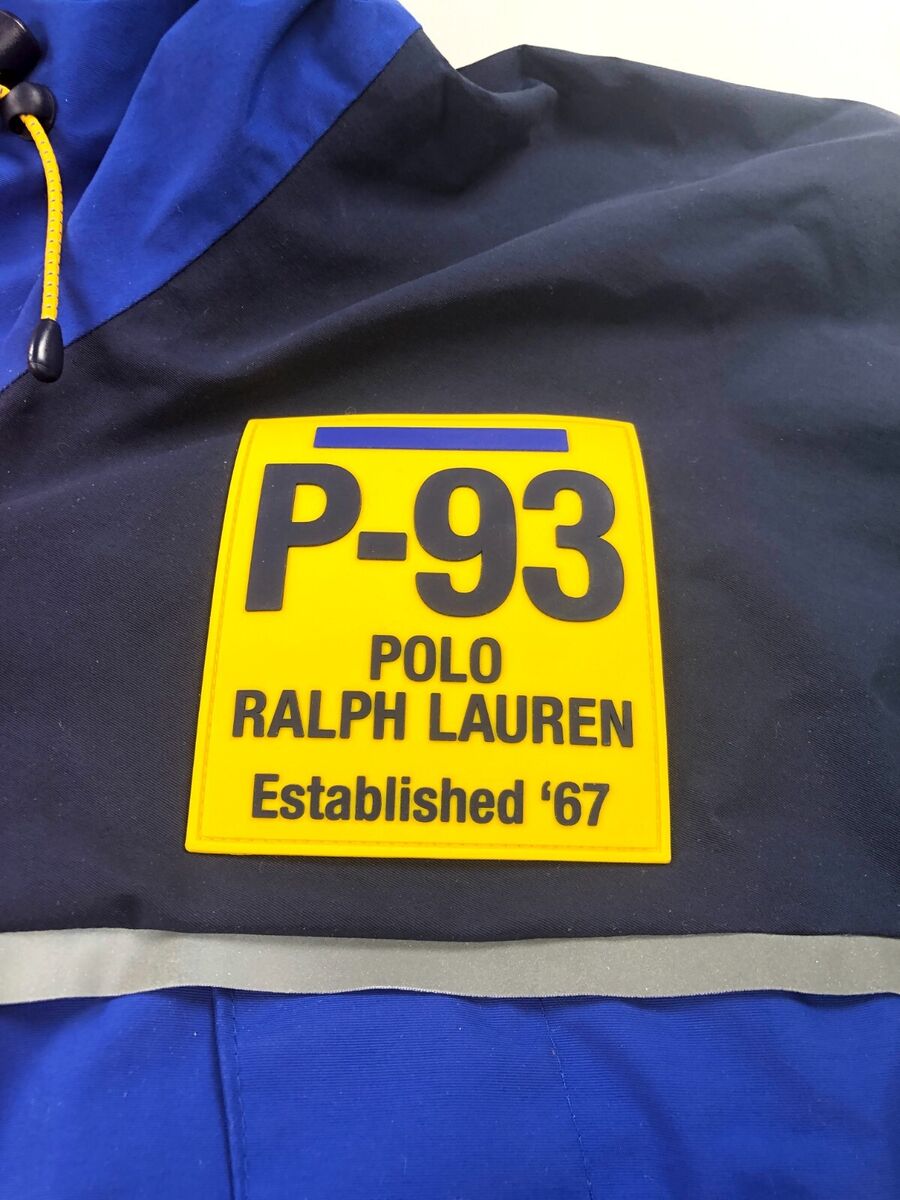 P-93
POLO
RALPH LAUREN
Established ‘67